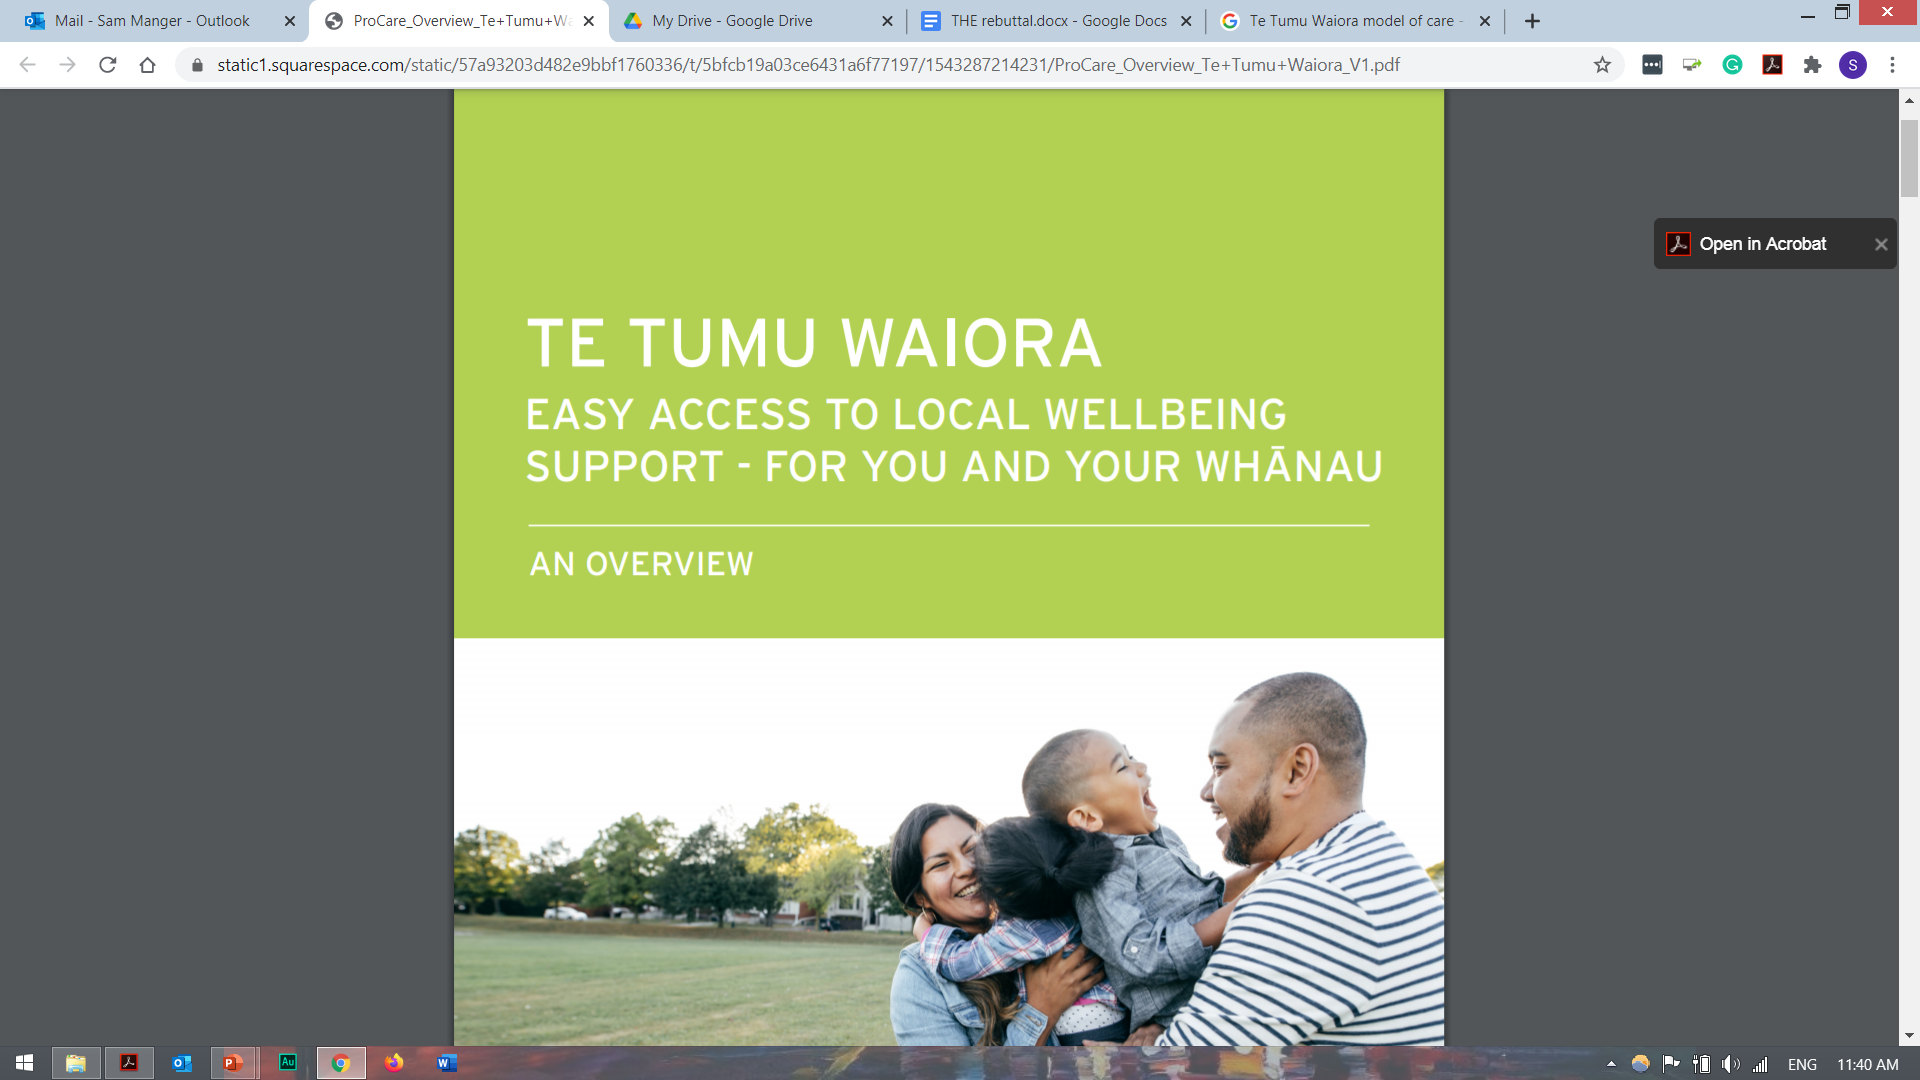 Mail - Sam Manger - Outlook
ProCare_Overview_Te+Tumu+Wa
My Drive - Google Drive
THE rebuttal.docx - Google Docs
Te Tumu Waiora model of care -
static1.squarespace.com/static/57a93203d482e9bbf1760336/t/5bfcb19a03ce6431a6f77197/1543287214231/ProCare_Overview_Te+Tumu+Waiora_V1.pdf
S
Open in Acrobat
TE TUMU WAIORA
EASY ACCESS TO LOCAL WELLBEING
SUPPORT - FOR YOU AND YOUR WHĀNAU
AN OVERVIEW
Au
ENG
11:40 AM